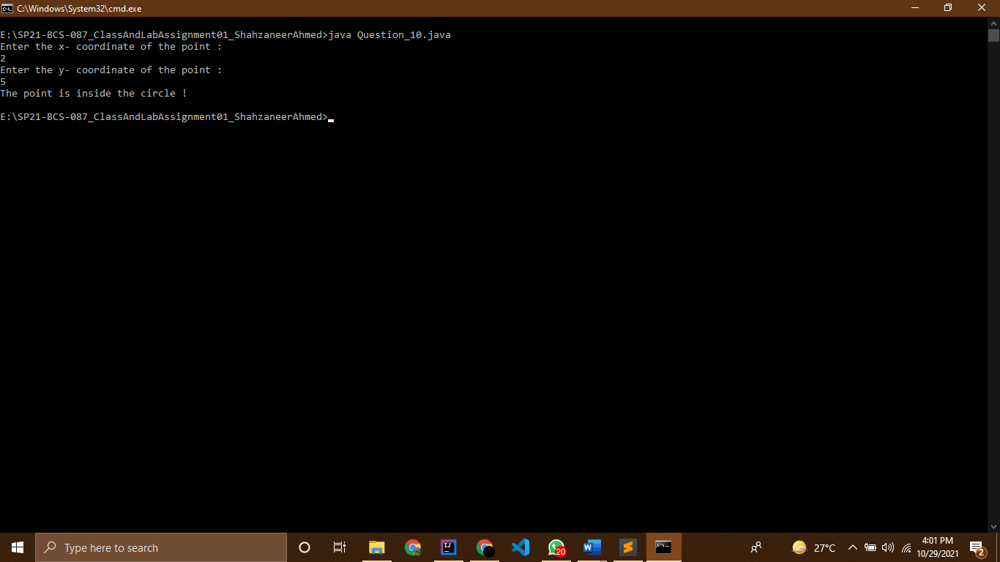 C:\Windows\System32\cmd.exe
E:\SP21-BCS-087_ClassAndLabAssignment01_ShahzaneerAhmed>java Question_10.java
Enter the x- coordinate of the point :
2
Enter the y- coordinate of the point :
5
The point is inside the circle !
E:\SP21-BCS-087_ClassAndLabAssignment01_ShahzaneerAhmed>
Type here to search
20
27°C
4:01 PM
10/29/2021
2